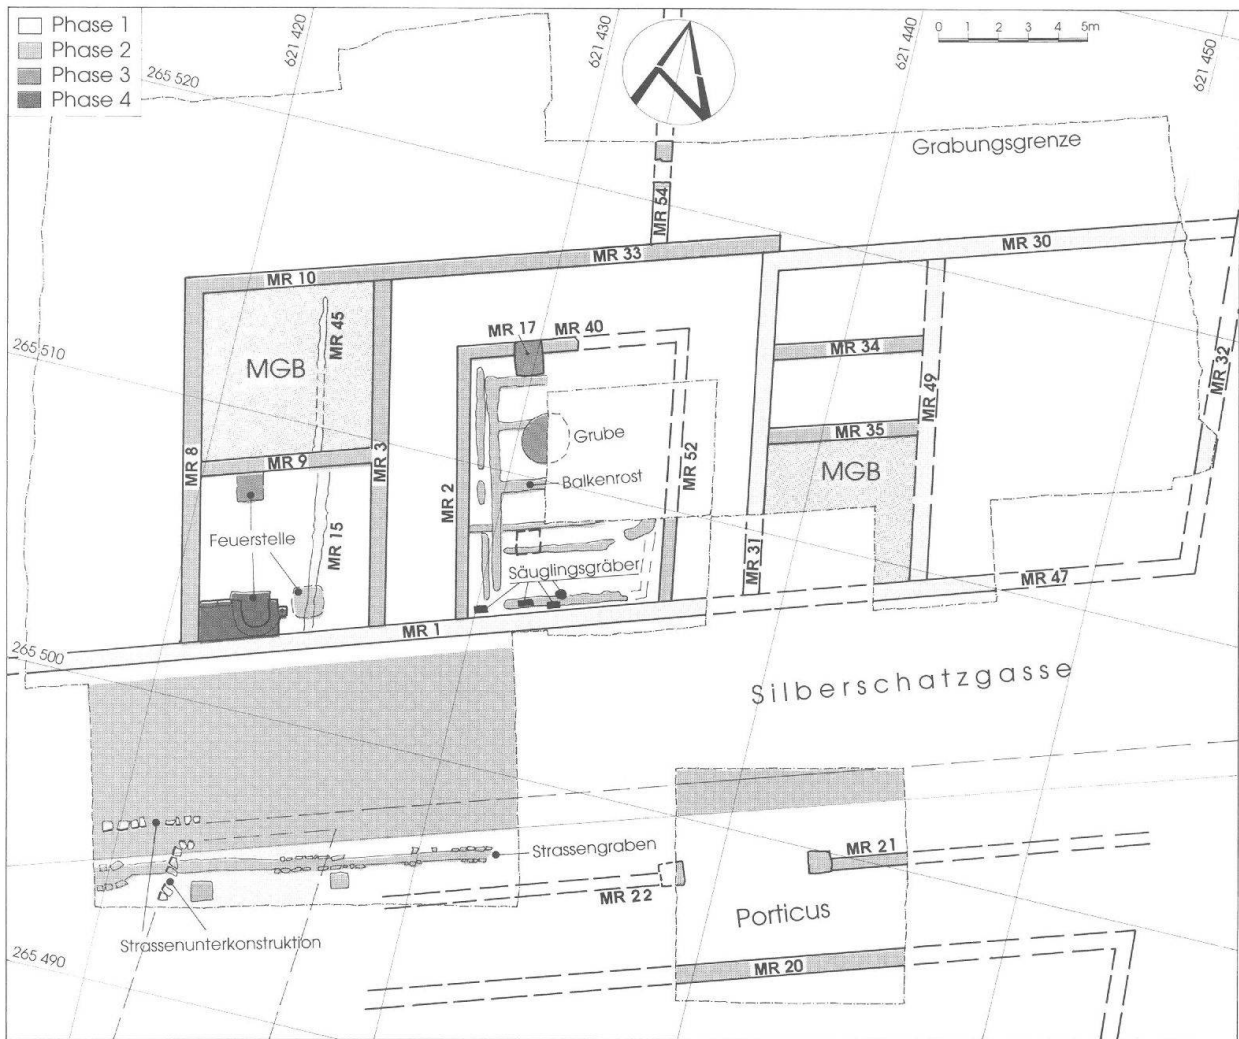 Phase 1
Phase 2
Phase 3
Phase 4
621 420
621 430
621 440
621 450
0 1 2 3 4 5m
265 520
Grabungsgrenze
MR 54
MR 30
MR 33
MR 10
MR 45
MR 17
MR 40
MR 34
MR 32
265 510
MGB
MR 49
MR 8
MR 3
Grube
MR 35
MR 9
MR 52
MGB
MR 2
Balkenrost
Feuerstelle
MR 15
Säuglingsgräber
MR 31
MR 47
MR 1
265 500
Silberschatzgasse
Strassengraben
MR 21
MR 22
Porticus
Strassenunterkonstruktion
265 490
MR 20